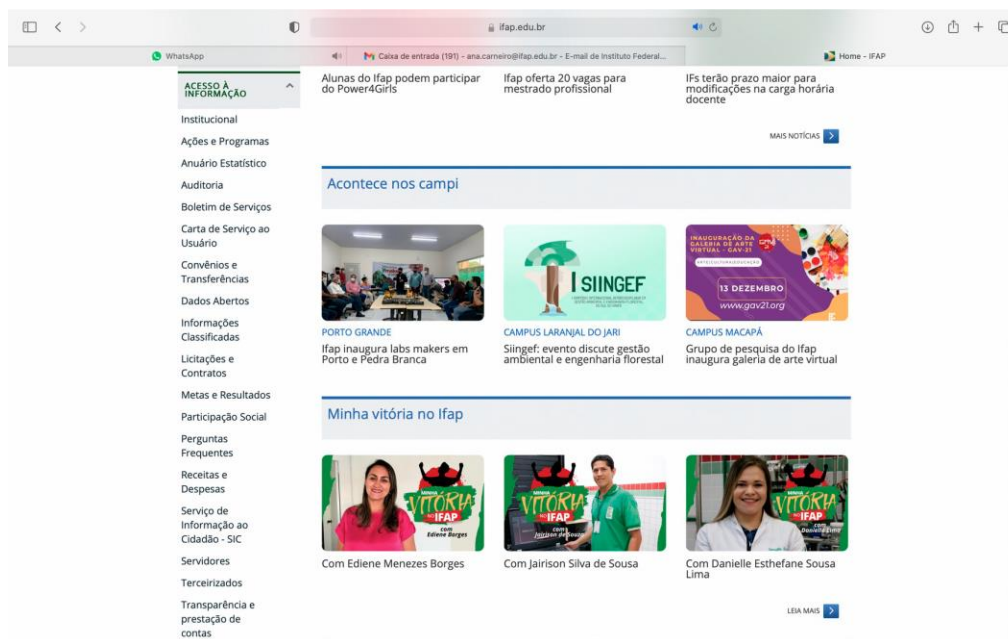 ifap.edu.br
WhatsApp
Caixa de entrada (191) – ana.carneiro@ifap.edu.br – E-mail de Instituto Federal...
Home – IFAP
ACESSO À
INFORMAÇÃO
Institucional
Ações e Programas
Anuário Estatístico
Auditoria
Boletim de Serviços
Carta de Serviço ao
Usuário
Convênios e
Transferências
Dados Abertos
Informações
Classificadas
Licitações e
Contratos
Metas e Resultados
Participação Social
Perguntas
Frequentes
Receitas e
Despesas
Serviço de
Informação ao
Cidadão - SIC
Servidores
Terceirizados
Transparência e
prestação de
contas
Alunas do Ifap podem participar
do Power4Girls
Ifap oferta 20 vagas para
mestrado profissional
IFs terão prazo maior para
modificações na carga horária
docente
MAIS NOTÍCIAS
Acontece nos campi
I SIINGEF
INAUGURAÇÃO DA
GALERIA DE ARTE
VIRTUAL - GAV-21
13 DEZEMBRO
www.gav21.org
PORTO GRANDE
Ifap inaugura labs makers em
Porto e Pedra Branca
CAMPUS LARANJAL DO JARI
Siingef: evento discute gestão
ambiental e engenharia florestal
CAMPUS MACAPÁ
Grupo de pesquisa do Ifap
inaugura galeria de arte virtual
Minha vitória no Ifap
MINHA
VITÓRIA
NO IFAP
com
Ediene Borges
MINHA
VITÓRIA
NO IFAP
com
Jairison de Souza
MINHA
VITÓRIA
NO IFAP
com
Danielle Lima
Com Ediene Menezes Borges
Com Jairison Silva de Sousa
Com Danielle Esthefane Sousa
Lima
LEIA MAIS